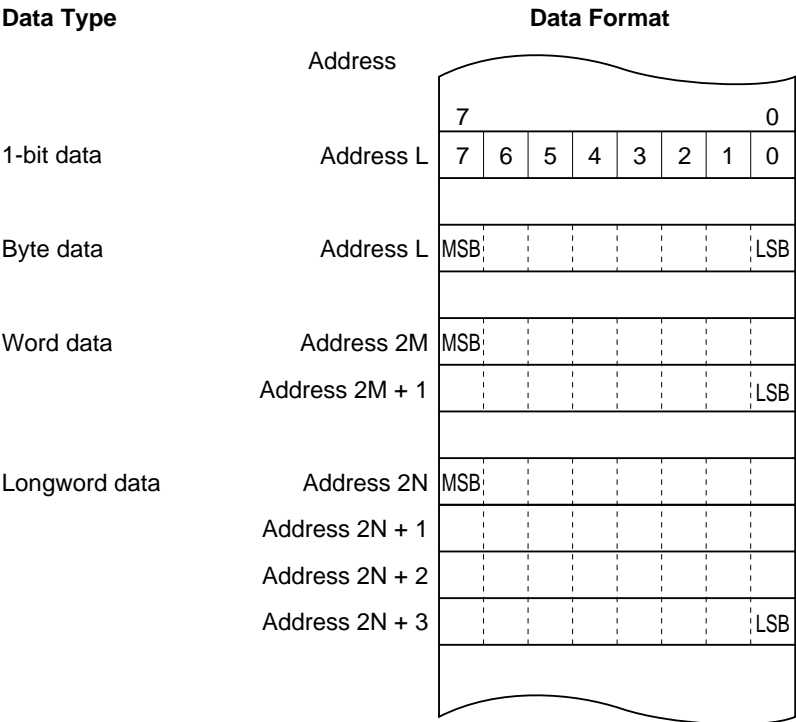 Data Type Data Format
Address
7 0
1-bit data Address L 7 6 5 4 3 2 1 0
Byte data Address L MSB LSB
Word data Address 2M MSB
Address 2M + 1 LSB
Longword data Address 2N MSB
Address 2N + 1
Address 2N + 2
Address 2N + 3 LSB